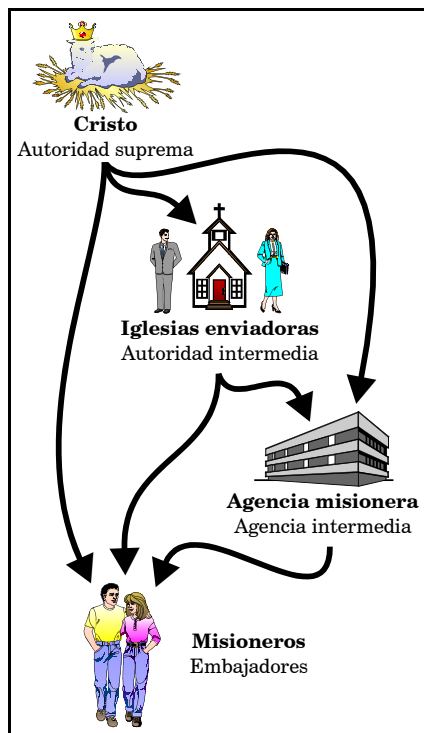 Cristo
Autoridad suprema
Iglesias enviadoras
Autoridad intermedia
Agencia misionera
Agencia intermedia
Misioneros
Embajadores